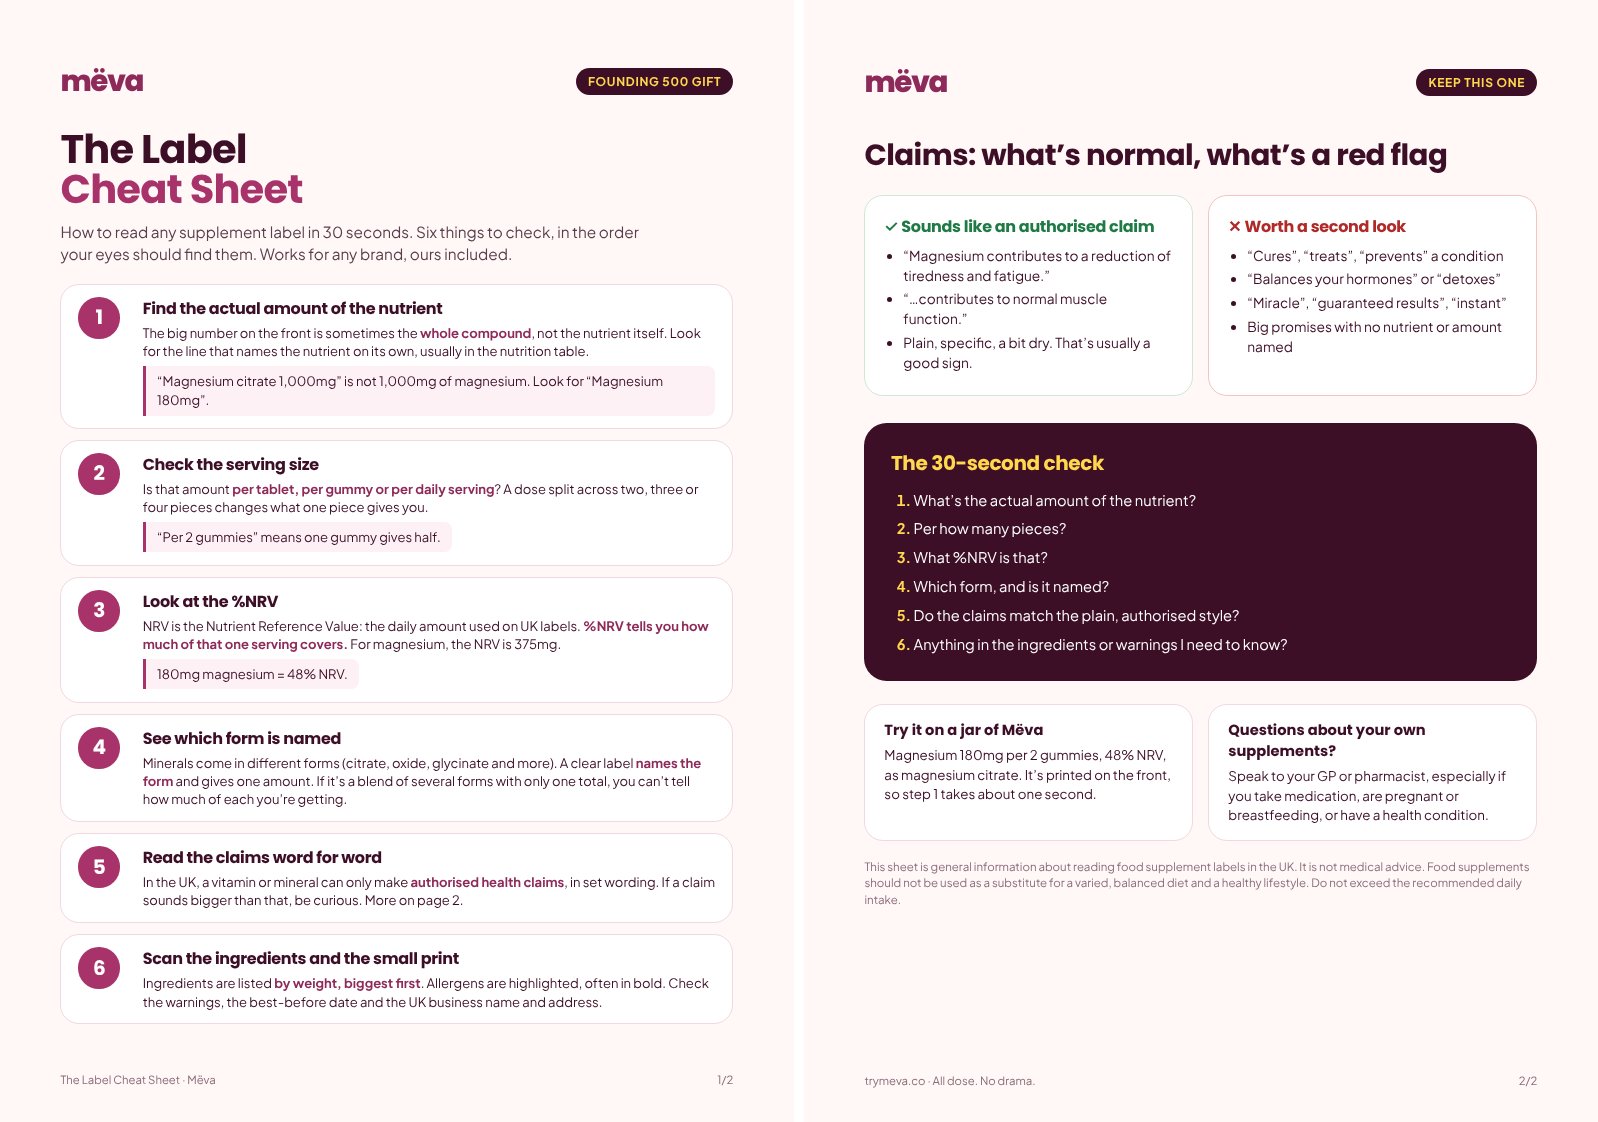 mëva
FOUNDING 500 GIFT
The Label
Cheat Sheet
How to read any supplement label in 30 seconds. Six things to check, in the order
your eyes should find them. Works for any brand, ours included.
1
Find the actual amount of the nutrient
The big number on the front is sometimes the whole compound, not the nutrient itself. Look
for the line that names the nutrient on its own, usually in the nutrition table.
“Magnesium citrate 1,000mg” is not 1,000mg of magnesium. Look for “Magnesium
180mg”.
2
Check the serving size
Is that amount per tablet, per gummy or per daily serving? A dose split across two, three or
four pieces changes what one piece gives you.
“Per 2 gummies” means one gummy gives half.
3
Look at the %NRV
NRV is the Nutrient Reference Value: the daily amount used on UK labels. %NRV tells you how
much of that one serving covers. For magnesium, the NRV is 375mg.
180mg magnesium = 48% NRV.
4
See which form is named
Minerals come in different forms (citrate, oxide, glycinate and more). A clear label names the
form and gives one amount. If it’s a blend of several forms with only one total, you can’t tell
how much of each you’re getting.
5
Read the claims word for word
In the UK, a vitamin or mineral can only make authorised health claims, in set wording. If a claim
sounds bigger than that, be curious. More on page 2.
6
Scan the ingredients and the small print
Ingredients are listed by weight, biggest first. Allergens are highlighted, often in bold. Check
the warnings, the best-before date and the UK business name and address.
The Label Cheat Sheet · Mëva
1/2
mëva
KEEP THIS ONE
Claims: what’s normal, what’s a red flag
✓ Sounds like an authorised claim
• “Magnesium contributes to a reduction of
tiredness and fatigue.”
• “…contributes to normal muscle
function.”
• Plain, specific, a bit dry. That’s usually a
good sign.
✕ Worth a second look
• “Cures”, “treats”, “prevents” a condition
• “Balances your hormones” or “detoxes”
• “Miracle”, “guaranteed results”, “instant”
• Big promises with no nutrient or amount
named
The 30-second check
1. What’s the actual amount of the nutrient?
2. Per how many pieces?
3. What %NRV is that?
4. Which form, and is it named?
5. Do the claims match the plain, authorised style?
6. Anything in the ingredients or warnings I need to know?
Try it on a jar of Mëva
Magnesium 180mg per 2 gummies, 48% NRV,
as magnesium citrate. It’s printed on the front,
so step 1 takes about one second.
Questions about your own
supplements?
Speak to your GP or pharmacist, especially if
you take medication, are pregnant or
breastfeeding, or have a health condition.
This sheet is general information about reading food supplement labels in the UK. It is not medical advice. Food supplements
should not be used as a substitute for a varied, balanced diet and a healthy lifestyle. Do not exceed the recommended daily
intake.
trymeva.co · All dose. No drama.
2/2